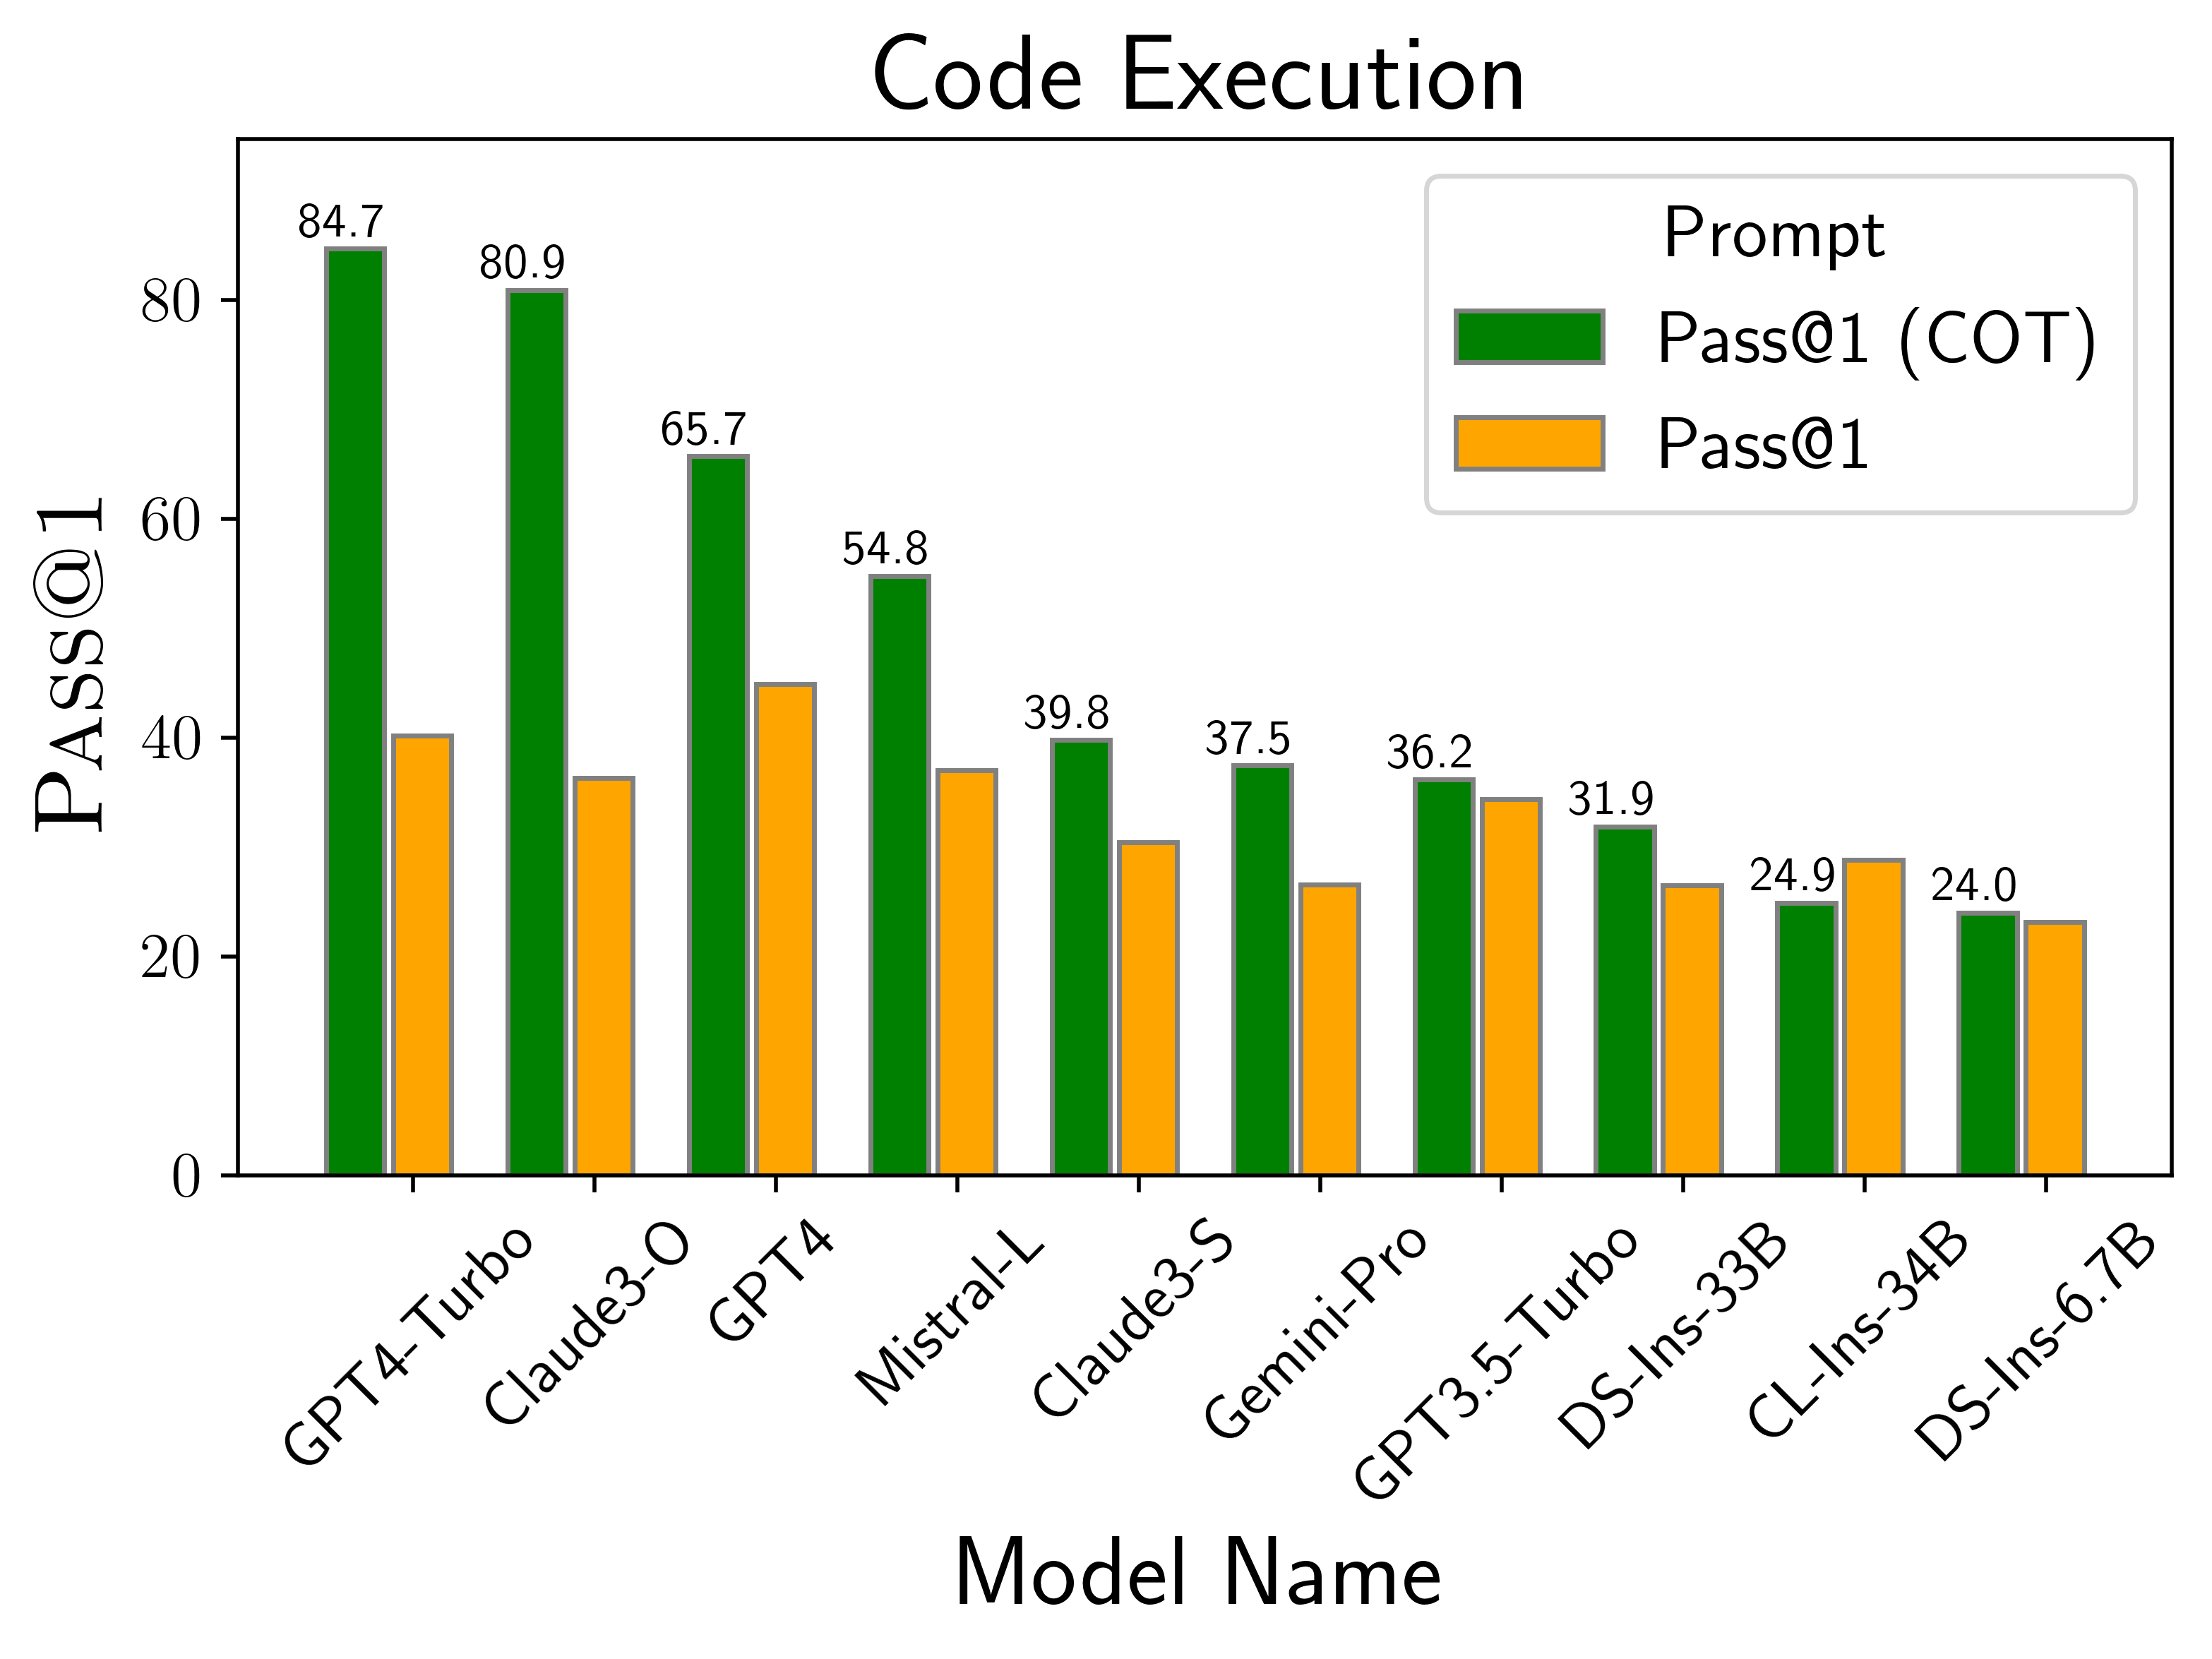 Code Execution
Prompt
Pass@1 (COT)
Pass@1
84.7
80.9
65.7
54.8
39.8
37.5
36.2
31.9
24.9
24.0
80
60
40
20
0
Pass@1
GPT4-Turbo
Claude3-O
GPT4
Mistral-L
Claude3-S
Gemini-Pro
GPT3.5-Turbo
DS-Ins-33B
CL-Ins-34B
DS-Ins-6.7B
Model Name